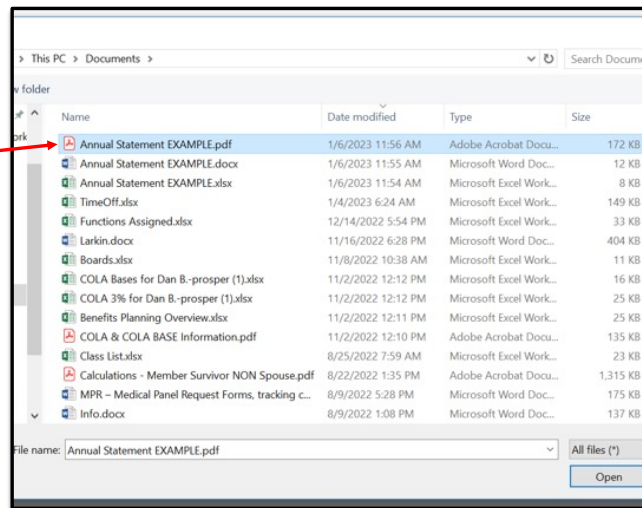 > This PC > Documents > Search Docume
w folder
ork
Name Date modified Type Size
Annual Statement EXAMPLE.pdf 1/6/2023 11:56 AM Adobe Acrobat Docu... 172 KB
Annual Statement EXAMPLE.docx 1/6/2023 11:55 AM Microsoft Word Doc... 12 KB
Annual Statement EXAMPLE.xlsx 1/6/2023 11:54 AM Microsoft Excel Work... 8 KB
TimeOff.xlsx 1/4/2023 6:24 AM Microsoft Excel Work... 149 KB
Functions Assigned.xlsx 12/14/2022 5:54 PM Microsoft Excel Work... 33 KB
Larkin.docx 11/16/2022 6:28 PM Microsoft Word Doc... 404 KB
Boards.xlsx 11/8/2022 10:38 AM Microsoft Excel Work... 11 KB
COLA Bases for Dan B.-prosper (1).xlsx 11/2/2022 12:12 PM Microsoft Excel Work... 16 KB
COLA 3% for Dan B.-prosper (1).xlsx 11/2/2022 12:12 PM Microsoft Excel Work... 25 KB
Benefits Planning Overview.xlsx 11/2/2022 12:11 PM Microsoft Excel Work... 25 KB
COLA & COLA BASE Information.pdf 11/2/2022 12:10 PM Adobe Acrobat Docu... 135 KB
Class List.xlsx 8/25/2022 7:59 AM Microsoft Excel Work... 23 KB
Calculations - Member Survivor NON Spouse.pdf 8/22/2022 1:35 PM Adobe Acrobat Docu... 1,315 KB
MPR – Medical Panel Request Forms, tracking c... 8/9/2022 5:28 PM Microsoft Word Doc... 175 KB
Info.docx 8/9/2022 1:08 PM Microsoft Word Doc... 137 KB
File name: Annual Statement EXAMPLE.pdf All files (*)
Open